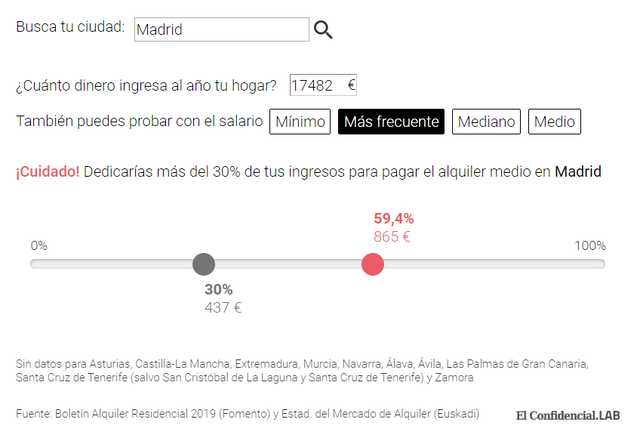 Busca tu ciudad: Madrid
¿Cuánto dinero ingresa al año tu hogar? 17482 €
También puedes probar con el salario Mínimo Más frecuente Mediano Medio
¡Cuidado! Dedicarías más del 30% de tus ingresos para pagar el alquiler medio en Madrid
59,4%
865 €
0% 100%
30%
437 €
Sin datos para Asturias, Castilla-La Mancha, Extremadura, Murcia, Navarra, Álava, Ávila, Las Palmas de Gran Canaria,
Santa Cruz de Tenerife (salvo San Cristóbal de La Laguna y Santa Cruz de Tenerife) y Zamora
Fuente: Boletín Alquiler Residencial 2019 (Fomento) y Estad. del Mercado de Alquiler (Euskadi) El Confidencial.LAB